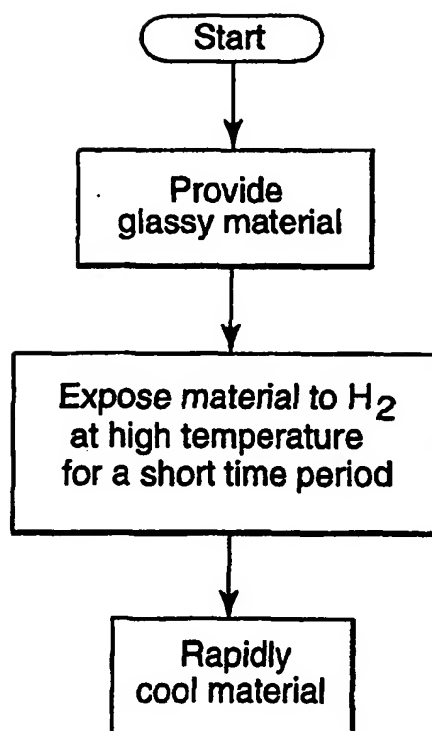 Start
Provide
glassy material
Expose material to H2
at high temperature
for a short time period
Rapidly
cool material